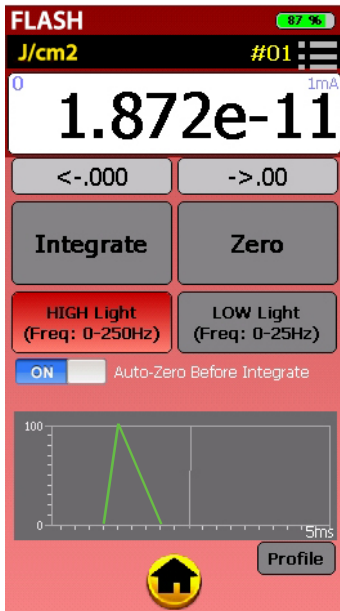 FLASH 87 %
J/cm2 #01
0 1mA
1.872e-11
<-.000 ->.00
Integrate Zero
HIGH Light LOW Light
(Freq: 0-250Hz) (Freq: 0-25Hz)
ON Auto-Zero Before Integrate
100
0 5ms
Profile